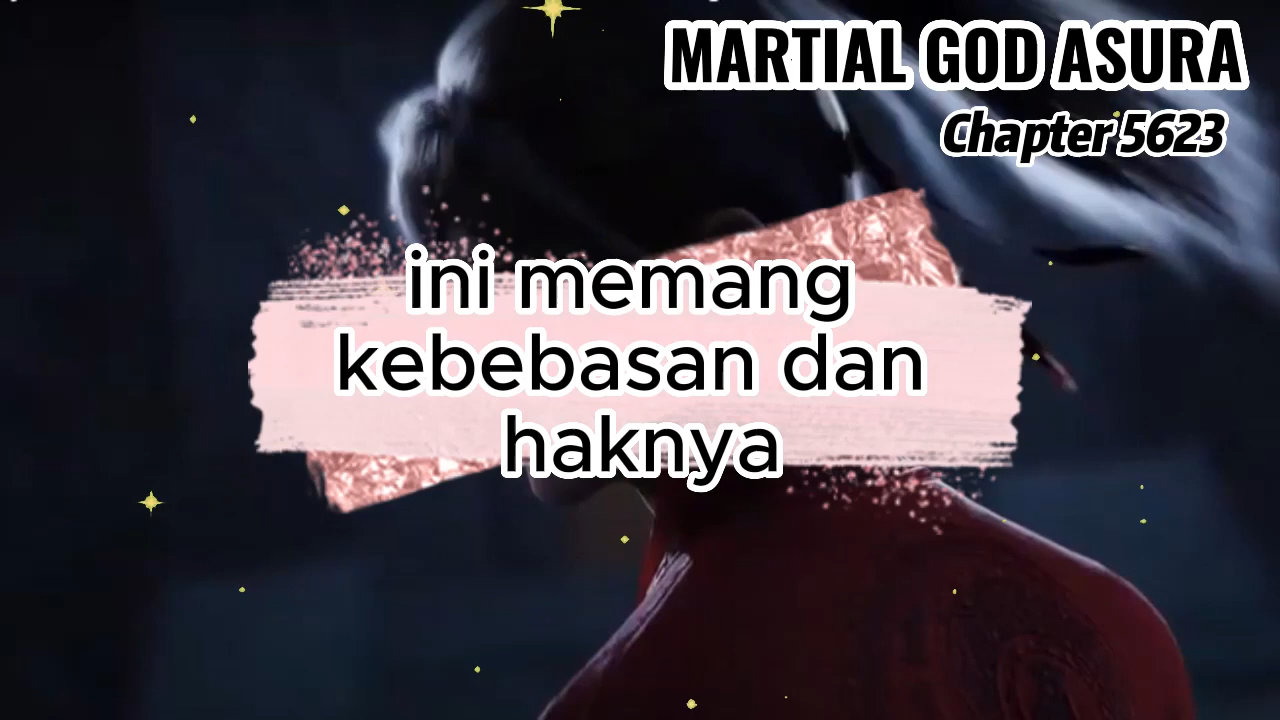 MARTIAL GOD ASURA
Chapter 5623
ini memang
kebebasan dan
haknya